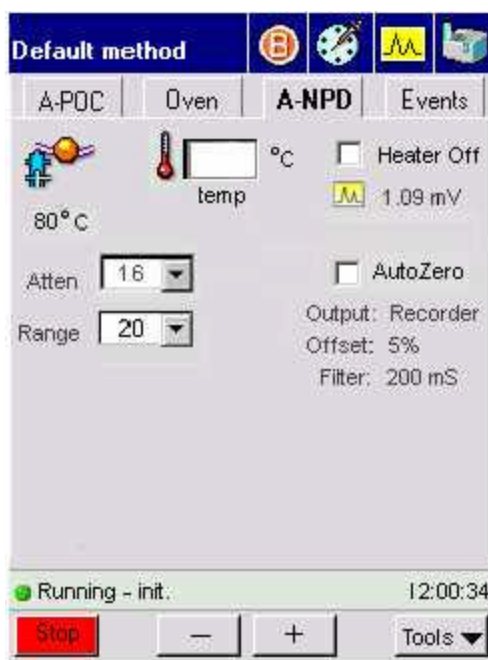 Default method
B
A-POC Oven A-NPD Events
°C Heater Off
temp 1.09 mV
80°C
Atten 16 AutoZero
Output: Recorder
Range 20 Offset: 5%
Filter: 200 mS
Running - init. 12:00:34
Stop - + Tools